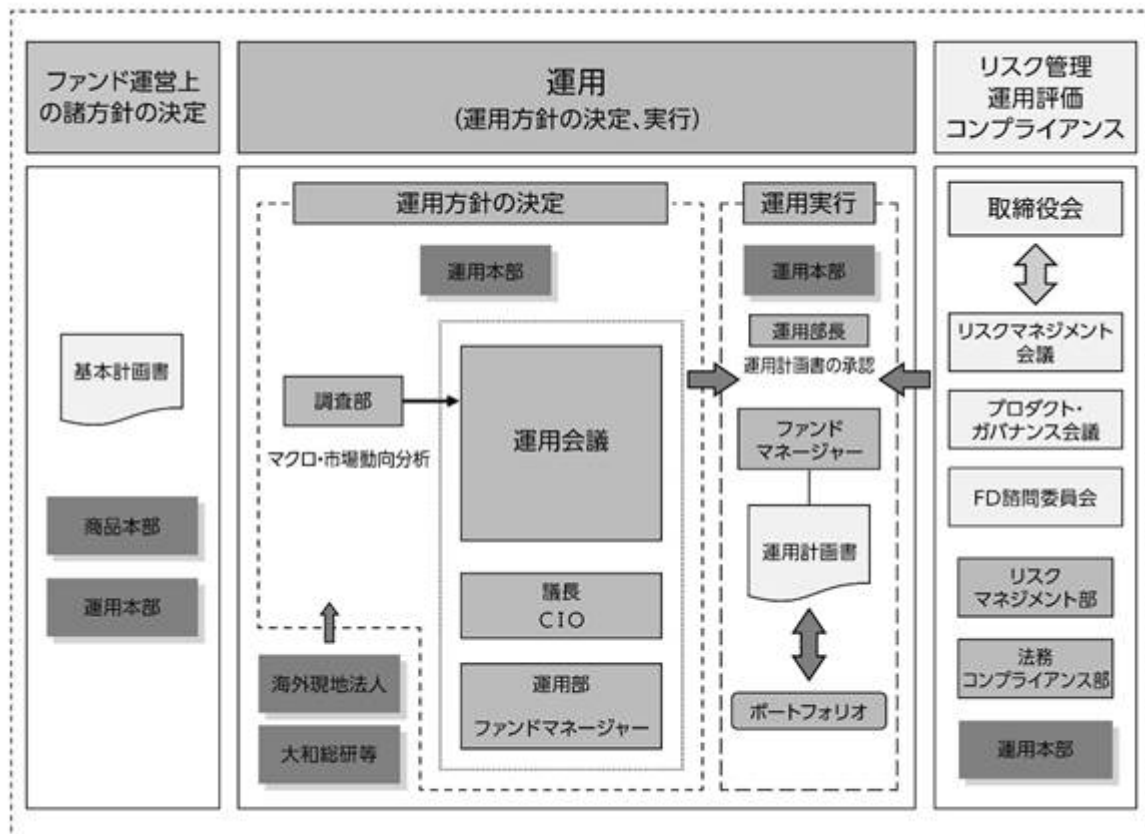 ファンド運営上
の諸方針の決定
運用
(運用方針の決定、実行)
リスク管理
運用評価
コンプライアンス
基本計画書
商品本部
運用本部
運用方針の決定
運用本部
調査部
マクロ・市場動向分析
運用会議
議長
CIO
運用部
ファンドマネージャー
海外現地法人
大和総研等
運用実行
運用本部
運用部長
運用計画書の承認
ファンド
マネージャー
運用計画書
ポートフォリオ
取締役会
リスクマネジメント
会議
プロダクト・
ガバナンス会議
FD諮問委員会
リスク
マネジメント部
法務
コンプライアンス部
運用本部